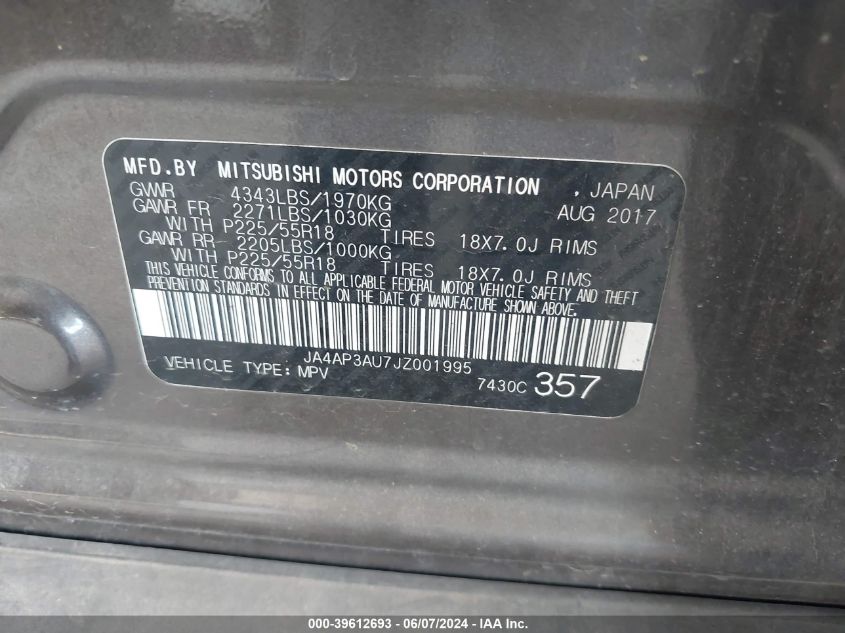 MFD.BY MITSUBISHI MOTORS CORPORATION , JAPAN
GVWR 4343LBS/1970KG AUG 2017
GAWR FR 2271LBS/1030KG
WITH P225/55R18 TIRES 18X7.0J RIMS
GAWR RR 2205LBS/1000KG
WITH P225/55R18 TIRES 18X7.0J RIMS
THIS VEHICLE CONFORMS TO ALL APPLICABLE FEDERAL MOTOR VEHICLE SAFETY AND THEFT
PREVENTION STANDARDS IN EFFECT ON THE DATE OF MANUFACTURE SHOWN ABOVE.
JA4AP3AU7JZ001995
VEHICLE TYPE: MPV 7430C 357
000-39612693 - 06/07/2024 - IAA Inc.